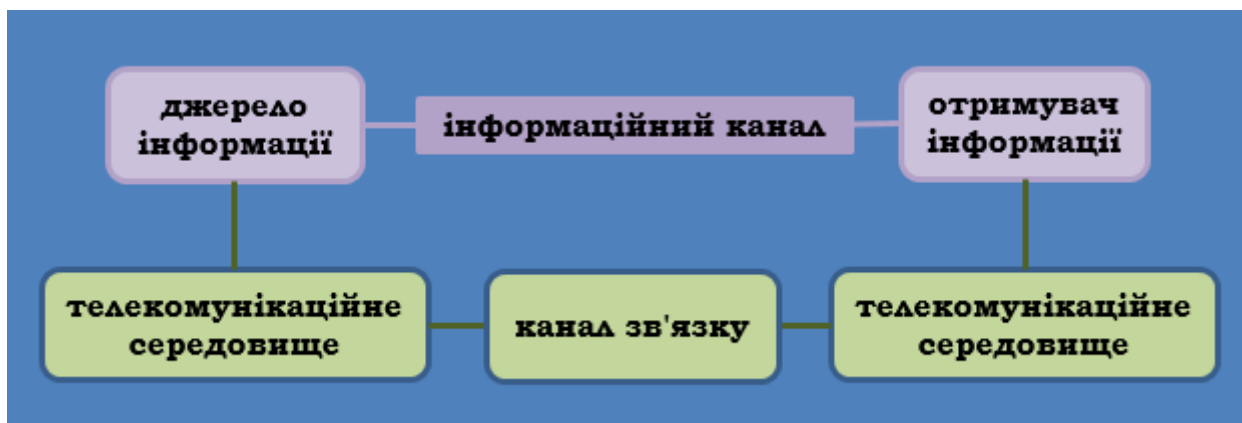 джерело
інформації
інформаційний канал
отримувач
інформації
телекомунікаційне
середовище
канал зв'язку
телекомунікаційне
середовище